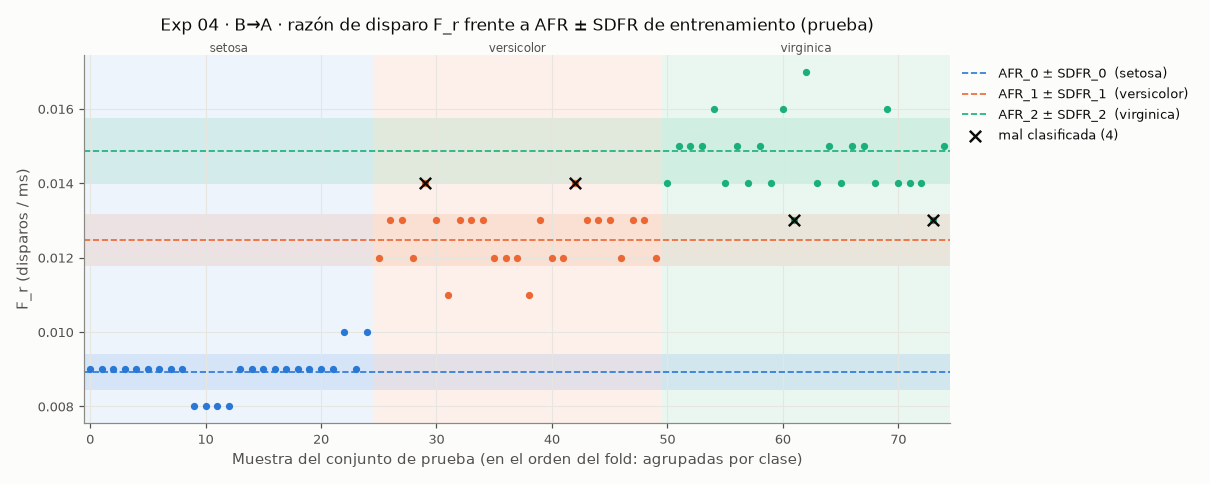 Exp 04 · B→A · razón de disparo F_r frente a AFR ± SDFR de entrenamiento (prueba)
setosa versicolor virginica
AFR_0 ± SDFR_0 (setosa)
AFR_1 ± SDFR_1 (versicolor)
AFR_2 ± SDFR_2 (virginica)
mal clasificada (4)
F_r (disparos / ms)
0.016
0.014
0.012
0.010
0.008
0 10 20 30 40 50 60 70
Muestra del conjunto de prueba (en el orden del fold: agrupadas por clase)